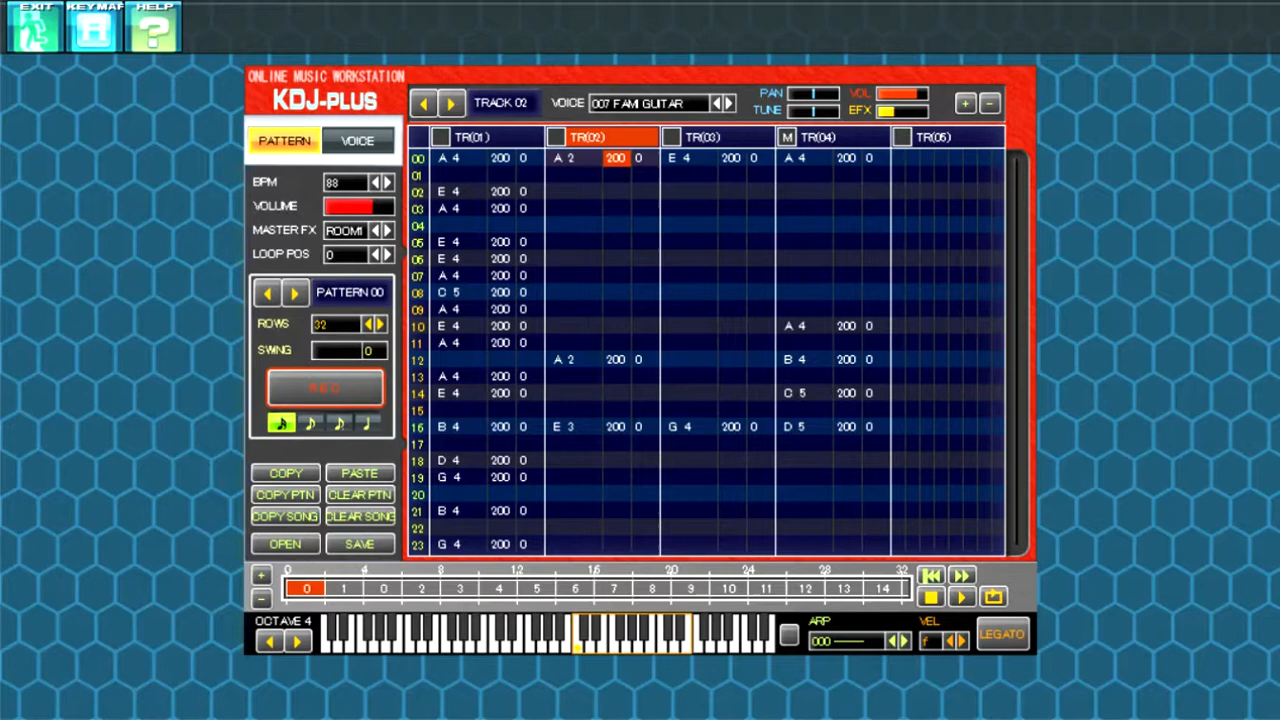 EXIT KEYMAP HELP
ONLINE MUSIC WORKSTATION
KDJ-PLUS
TRACK 02 VOICE 007 FAMI GUITAR PAN VOL
TUNE EFX
+ -
PATTERN VOICE
TR(01) TR(02) TR(03) M TR(04) TR(05)
BPM 88
VOLUME
MASTER FX ROOM1
LOOP POS 0
PATTERN 00
ROWS 32
SWING 0
REC
COPY PASTE
COPY PTN CLEAR PTN
COPY SONG CLEAR SONG
OPEN SAVE
00 A 4 200 0 A 2 200 0 E 4 200 0 A 4 200 0
01
02 E 4 200 0
03 A 4 200 0
04
05 E 4 200 0
06 E 4 200 0
07 A 4 200 0
08 C 5 200 0
09 A 4 200 0
10 E 4 200 0 A 4 200 0
11 A 4 200 0
12 A 2 200 0 B 4 200 0
13 A 4 200 0
14 E 4 200 0 C 5 200 0
15
16 B 4 200 0 E 3 200 0 G 4 200 0 D 5 200 0
17
18 D 4 200 0
19 G 4 200 0
20
21 B 4 200 0
22
23 G 4 200 0
+ 0 4 8 12 16 20 24 28 32
- 0 1 0 2 3 4 5 6 7 8 9 10 11 12 13 14
OCTAVE 4 ARP VEL
000 ---- f LEGATO